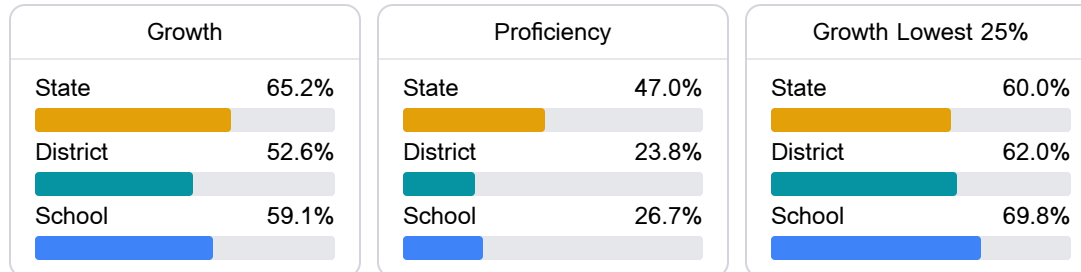 Growth
State 65.2%
District 52.6%
School 59.1%
Proficiency
State 47.0%
District 23.8%
School 26.7%
Growth Lowest 25%
State 60.0%
District 62.0%
School 69.8%